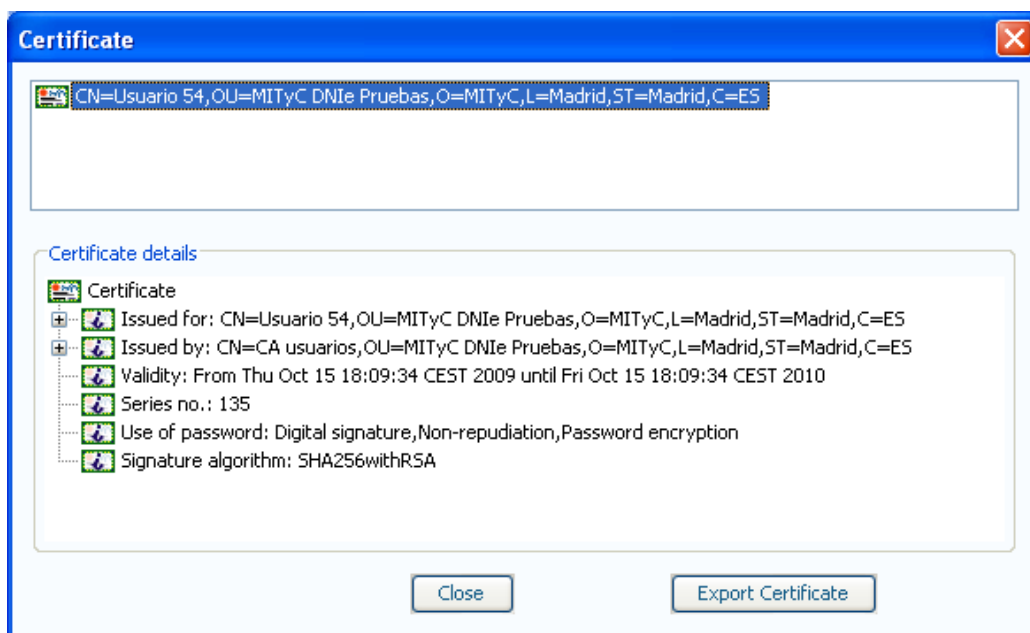 Certificate
CN=Usuario 54,OU=MITyC DNIe Pruebas,O=MITyC,L=Madrid,ST=Madrid,C=ES
Certificate details
Certificate
Issued for: CN=Usuario 54,OU=MITyC DNIe Pruebas,O=MITyC,L=Madrid,ST=Madrid,C=ES
Issued by: CN=CA usuarios,OU=MITyC DNIe Pruebas,O=MITyC,L=Madrid,ST=Madrid,C=ES
Validity: From Thu Oct 15 18:09:34 CEST 2009 until Fri Oct 15 18:09:34 CEST 2010
Series no.: 135
Use of password: Digital signature,Non-repudiation,Password encryption
Signature algorithm: SHA256withRSA
Close Export Certificate